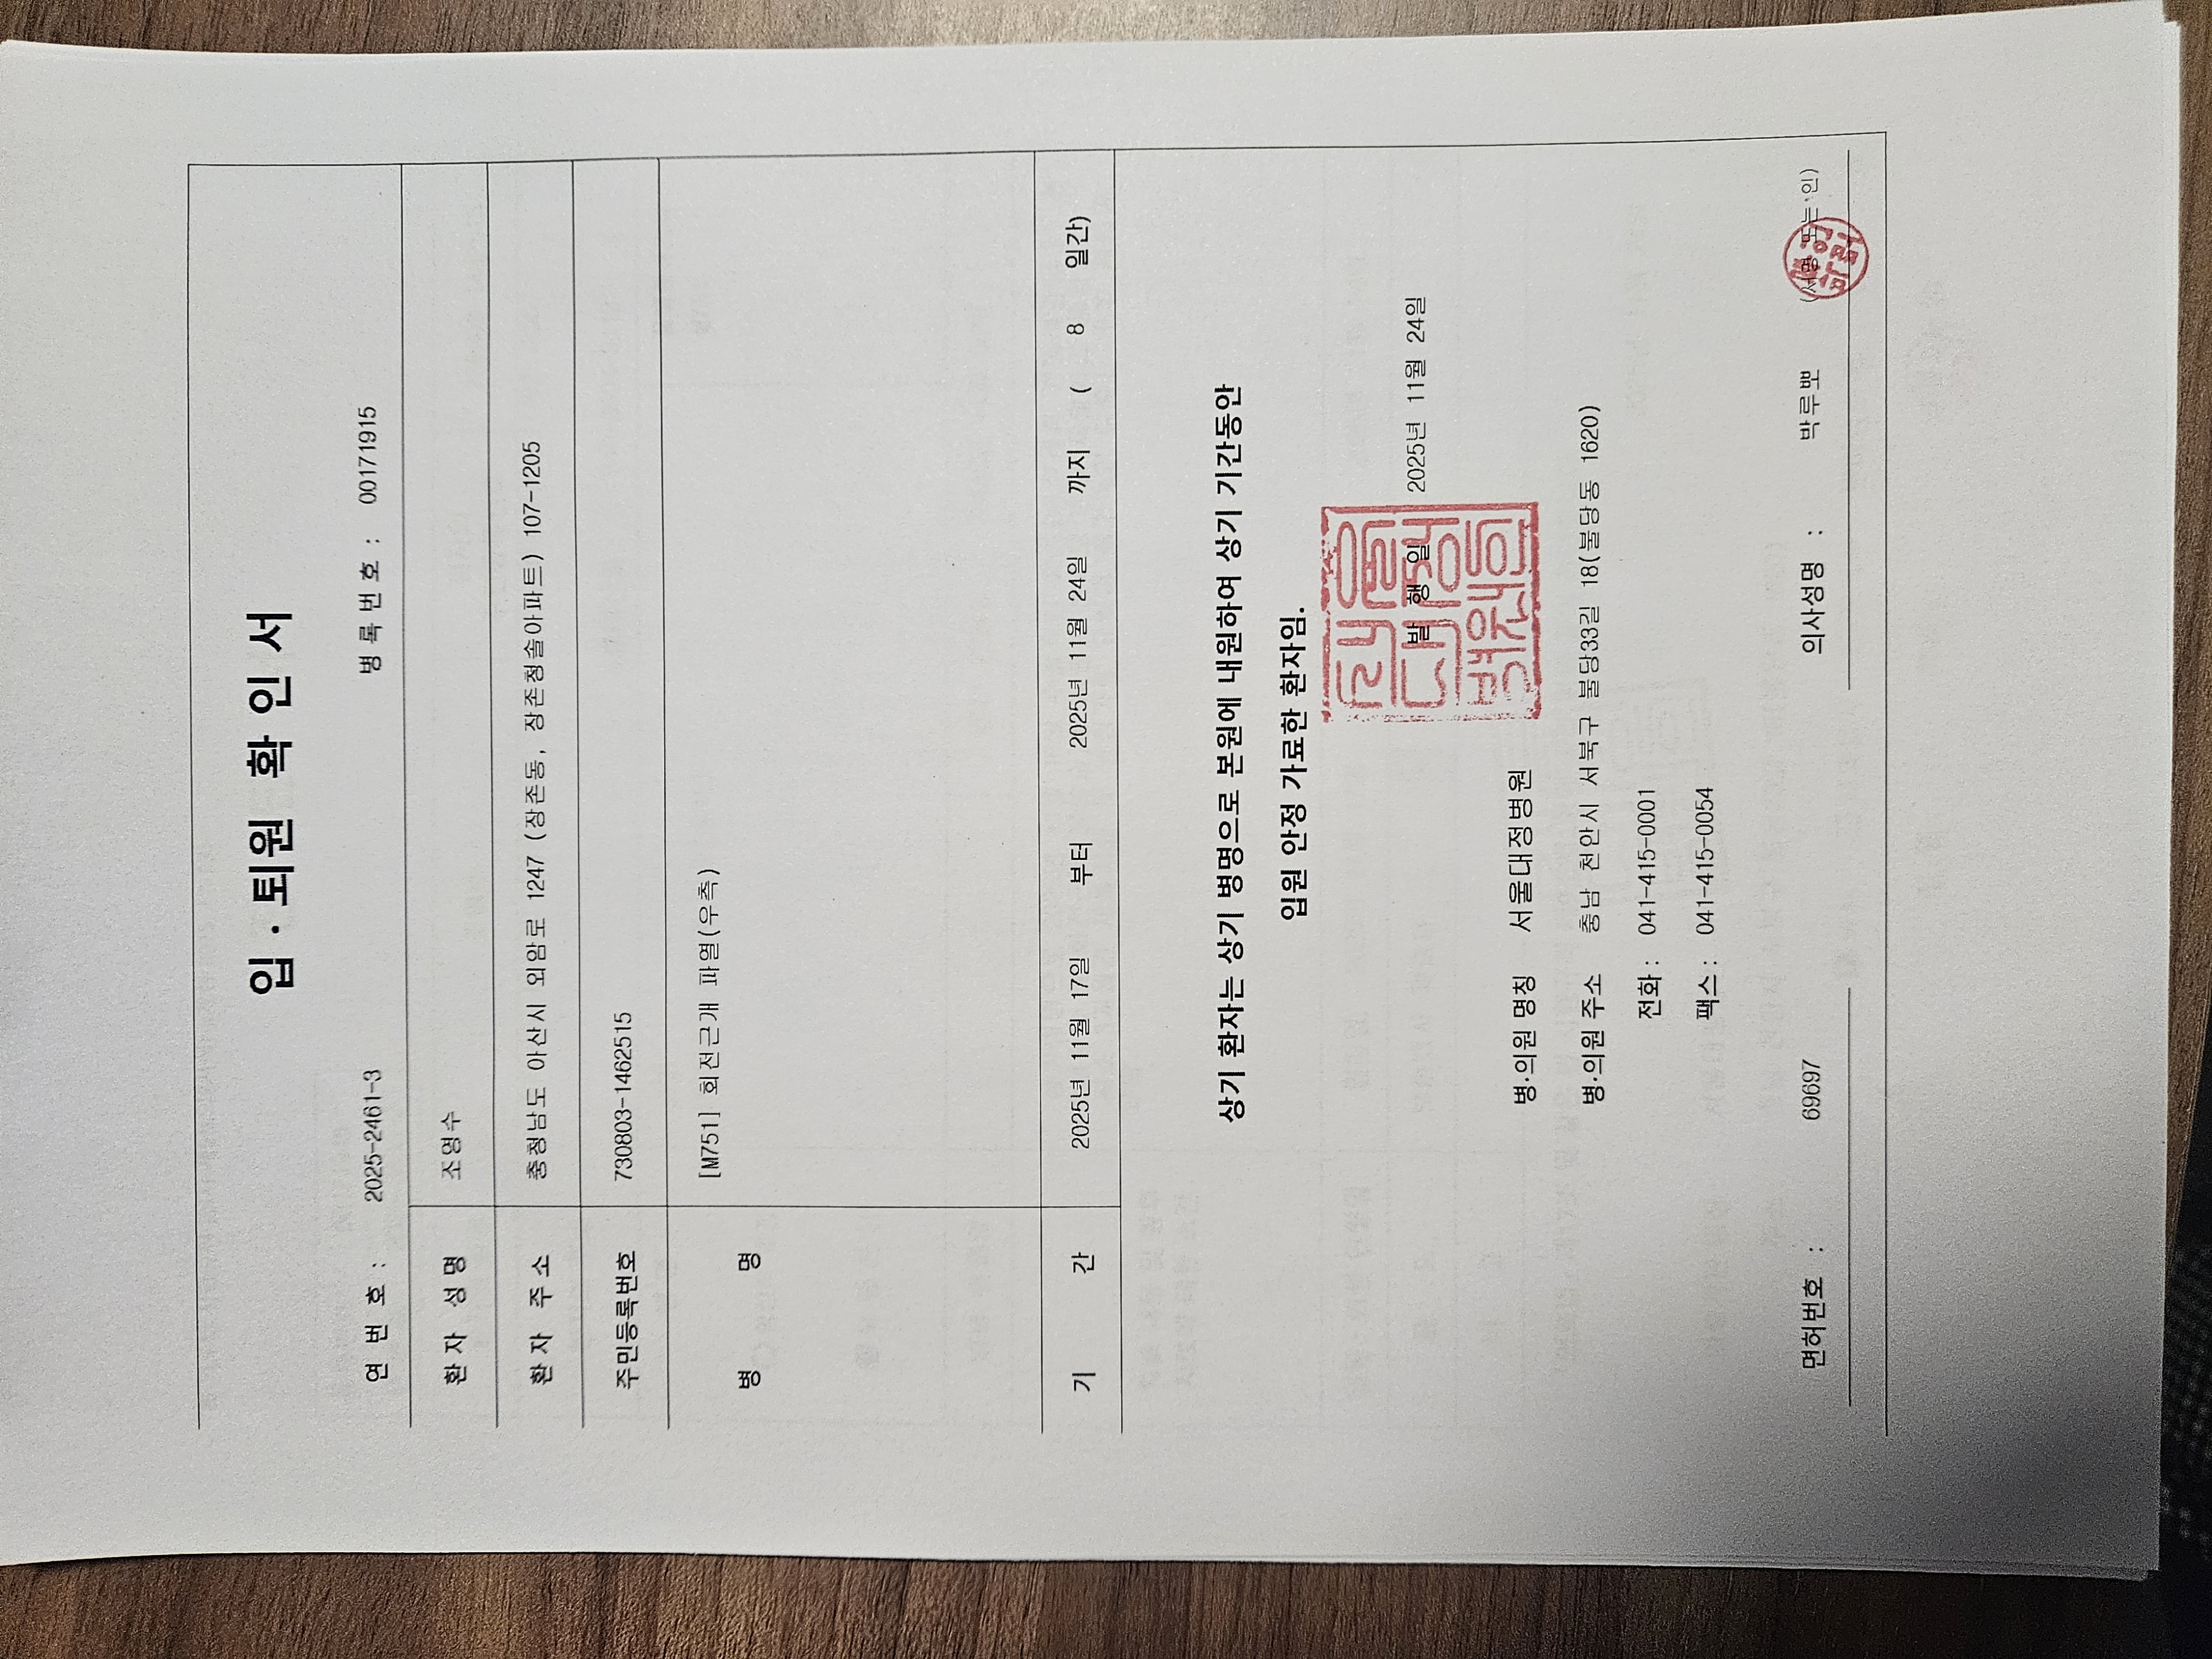 입 · 퇴원 확 인 서
연 번 호 : 2025-2461-3 병 록 번 호 : 001719​15
환 자 성 명 조영수
환 자 주 소 충청남도 아산시 외암로 1247 (장존동, 장존청솔아파트) 107-1205
주민등록번호 730803-1462515
병 명 [M751] 회전근개 파열(우측)
기 간 2025년 11월 17일 부터 2025년 11월 24일 까지 ( 8 일간)
상기 환자는 상기 병명으로 본원에 내원하여 상기 기간동안
입원 안정 가료한 환자임.
발 행 일 2025년 11월 24일
병·의원 명칭 서울대정병원
병·의원 주소 충남 천안시 서북구 불당33길 18(불당동 1620)
전화 : 041-415-0001
팩스 : 041-415-0054
면허번호 : 69697 의사성명 : 박루뽀 (서명 또는 인)